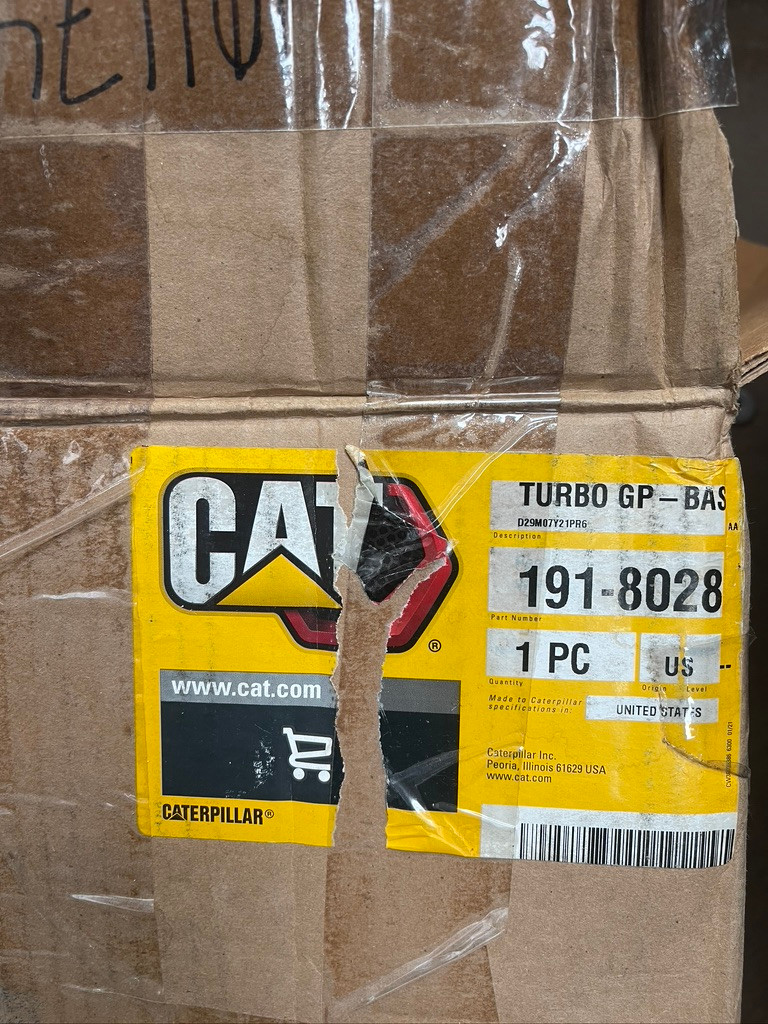 CAT
®
www.cat.com
CATERPILLAR®
TURBO GP – BAS
D29M07Y21PR6
AA
Description
191-8028
Part Number
1 PC
US
--
Quantity
Origin
Level
Made to Caterpillar
specifications in:
UNITED STATES
Caterpillar Inc.
Peoria, Illinois 61629 USA
www.cat.com